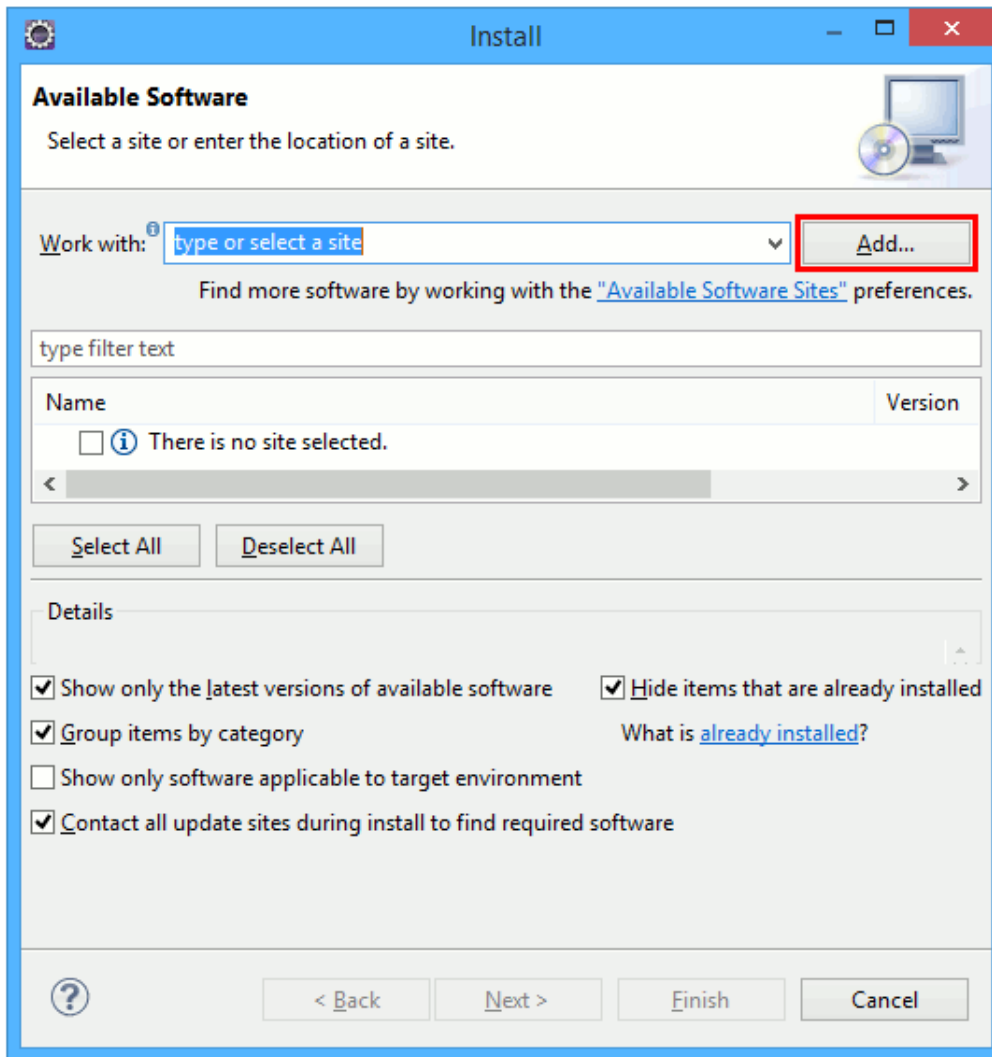 Install
Available Software
Select a site or enter the location of a site.
Work with: type or select a site Add...
Find more software by working with the "Available Software Sites" preferences.
type filter text
Name Version
There is no site selected.
Select All Deselect All
Details
Show only the latest versions of available software Hide items that are already installed
Group items by category What is already installed?
Show only software applicable to target environment
Contact all update sites during install to find required software
< Back Next > Finish Cancel